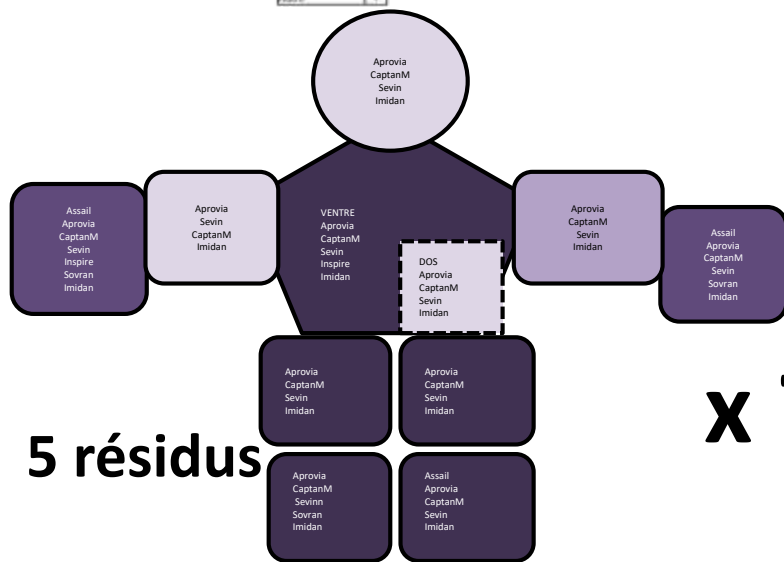 Aprovia
CaptanM
Sevin
Imidan
Assail
Aprovia
CaptanM
Sevin
Inspire
Sovran
Imidan
Aprovia
Sevin
CaptanM
Imidan
VENTRE
Aprovia
CaptanM
Sevin
Inspire
Imidan
DOS
Aprovia
CaptanM
Sevin
Imidan
Aprovia
CaptanM
Sevin
Imidan
Assail
Aprovia
CaptanM
Sevin
Sovran
Imidan
Aprovia
CaptanM
Sevin
Imidan
Aprovia
CaptanM
Sevin
Imidan
x
5 résidus
Aprovia
CaptanM
Sevinn
Sovran
Imidan
Assail
Aprovia
CaptanM
Sevin
Imidan